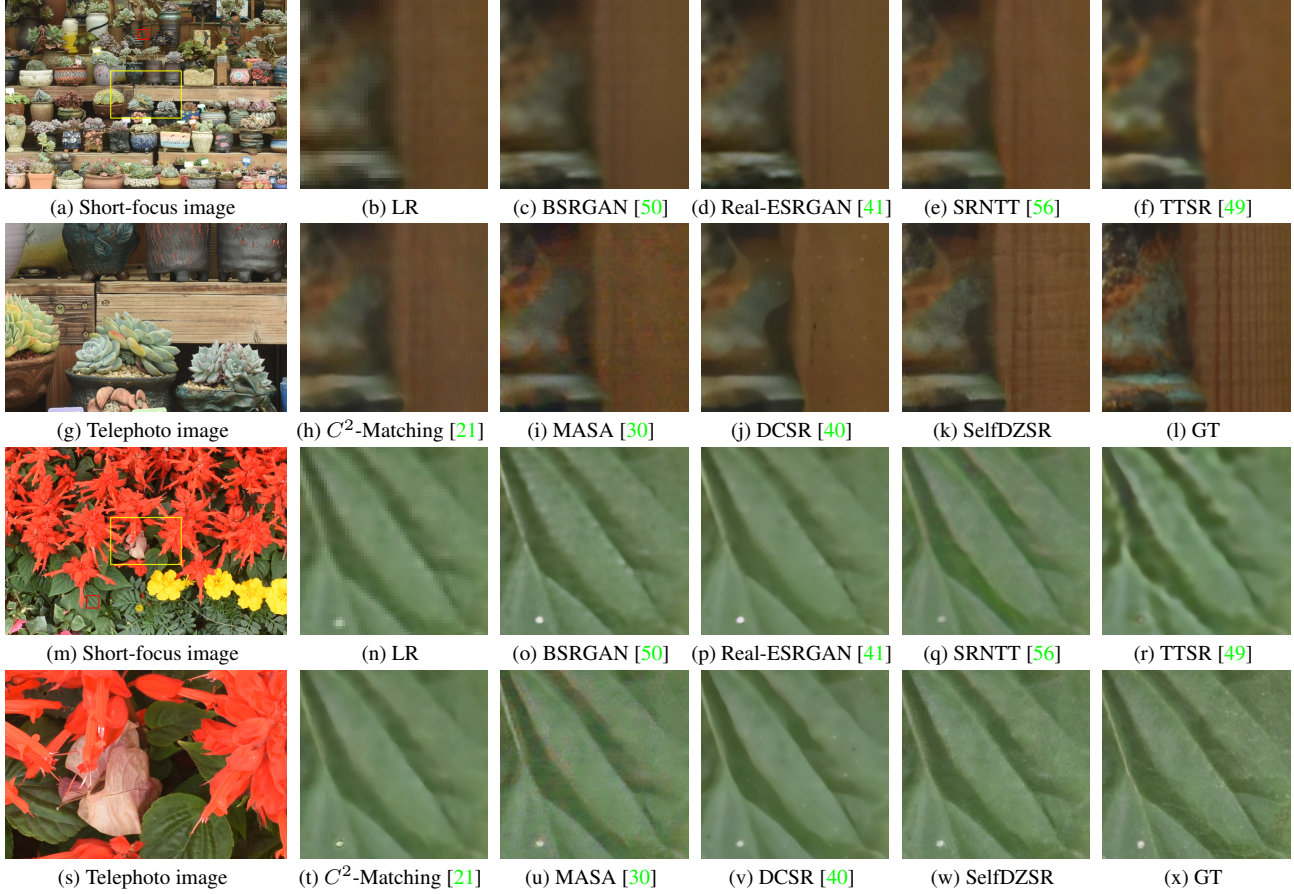 (a) Short-focus image (b) LR (c) BSRGAN [50] (d) Real-ESRGAN [41] (e) SRNTT [56] (f) TTSR [49]
(g) Telephoto image (h) C²-Matching [21] (i) MASA [30] (j) DCSR [40] (k) SelfDZSR (l) GT
(m) Short-focus image (n) LR (o) BSRGAN [50] (p) Real-ESRGAN [41] (q) SRNTT [56] (r) TTSR [49]
(s) Telephoto image (t) C²-Matching [21] (u) MASA [30] (v) DCSR [40] (w) SelfDZSR (x) GT